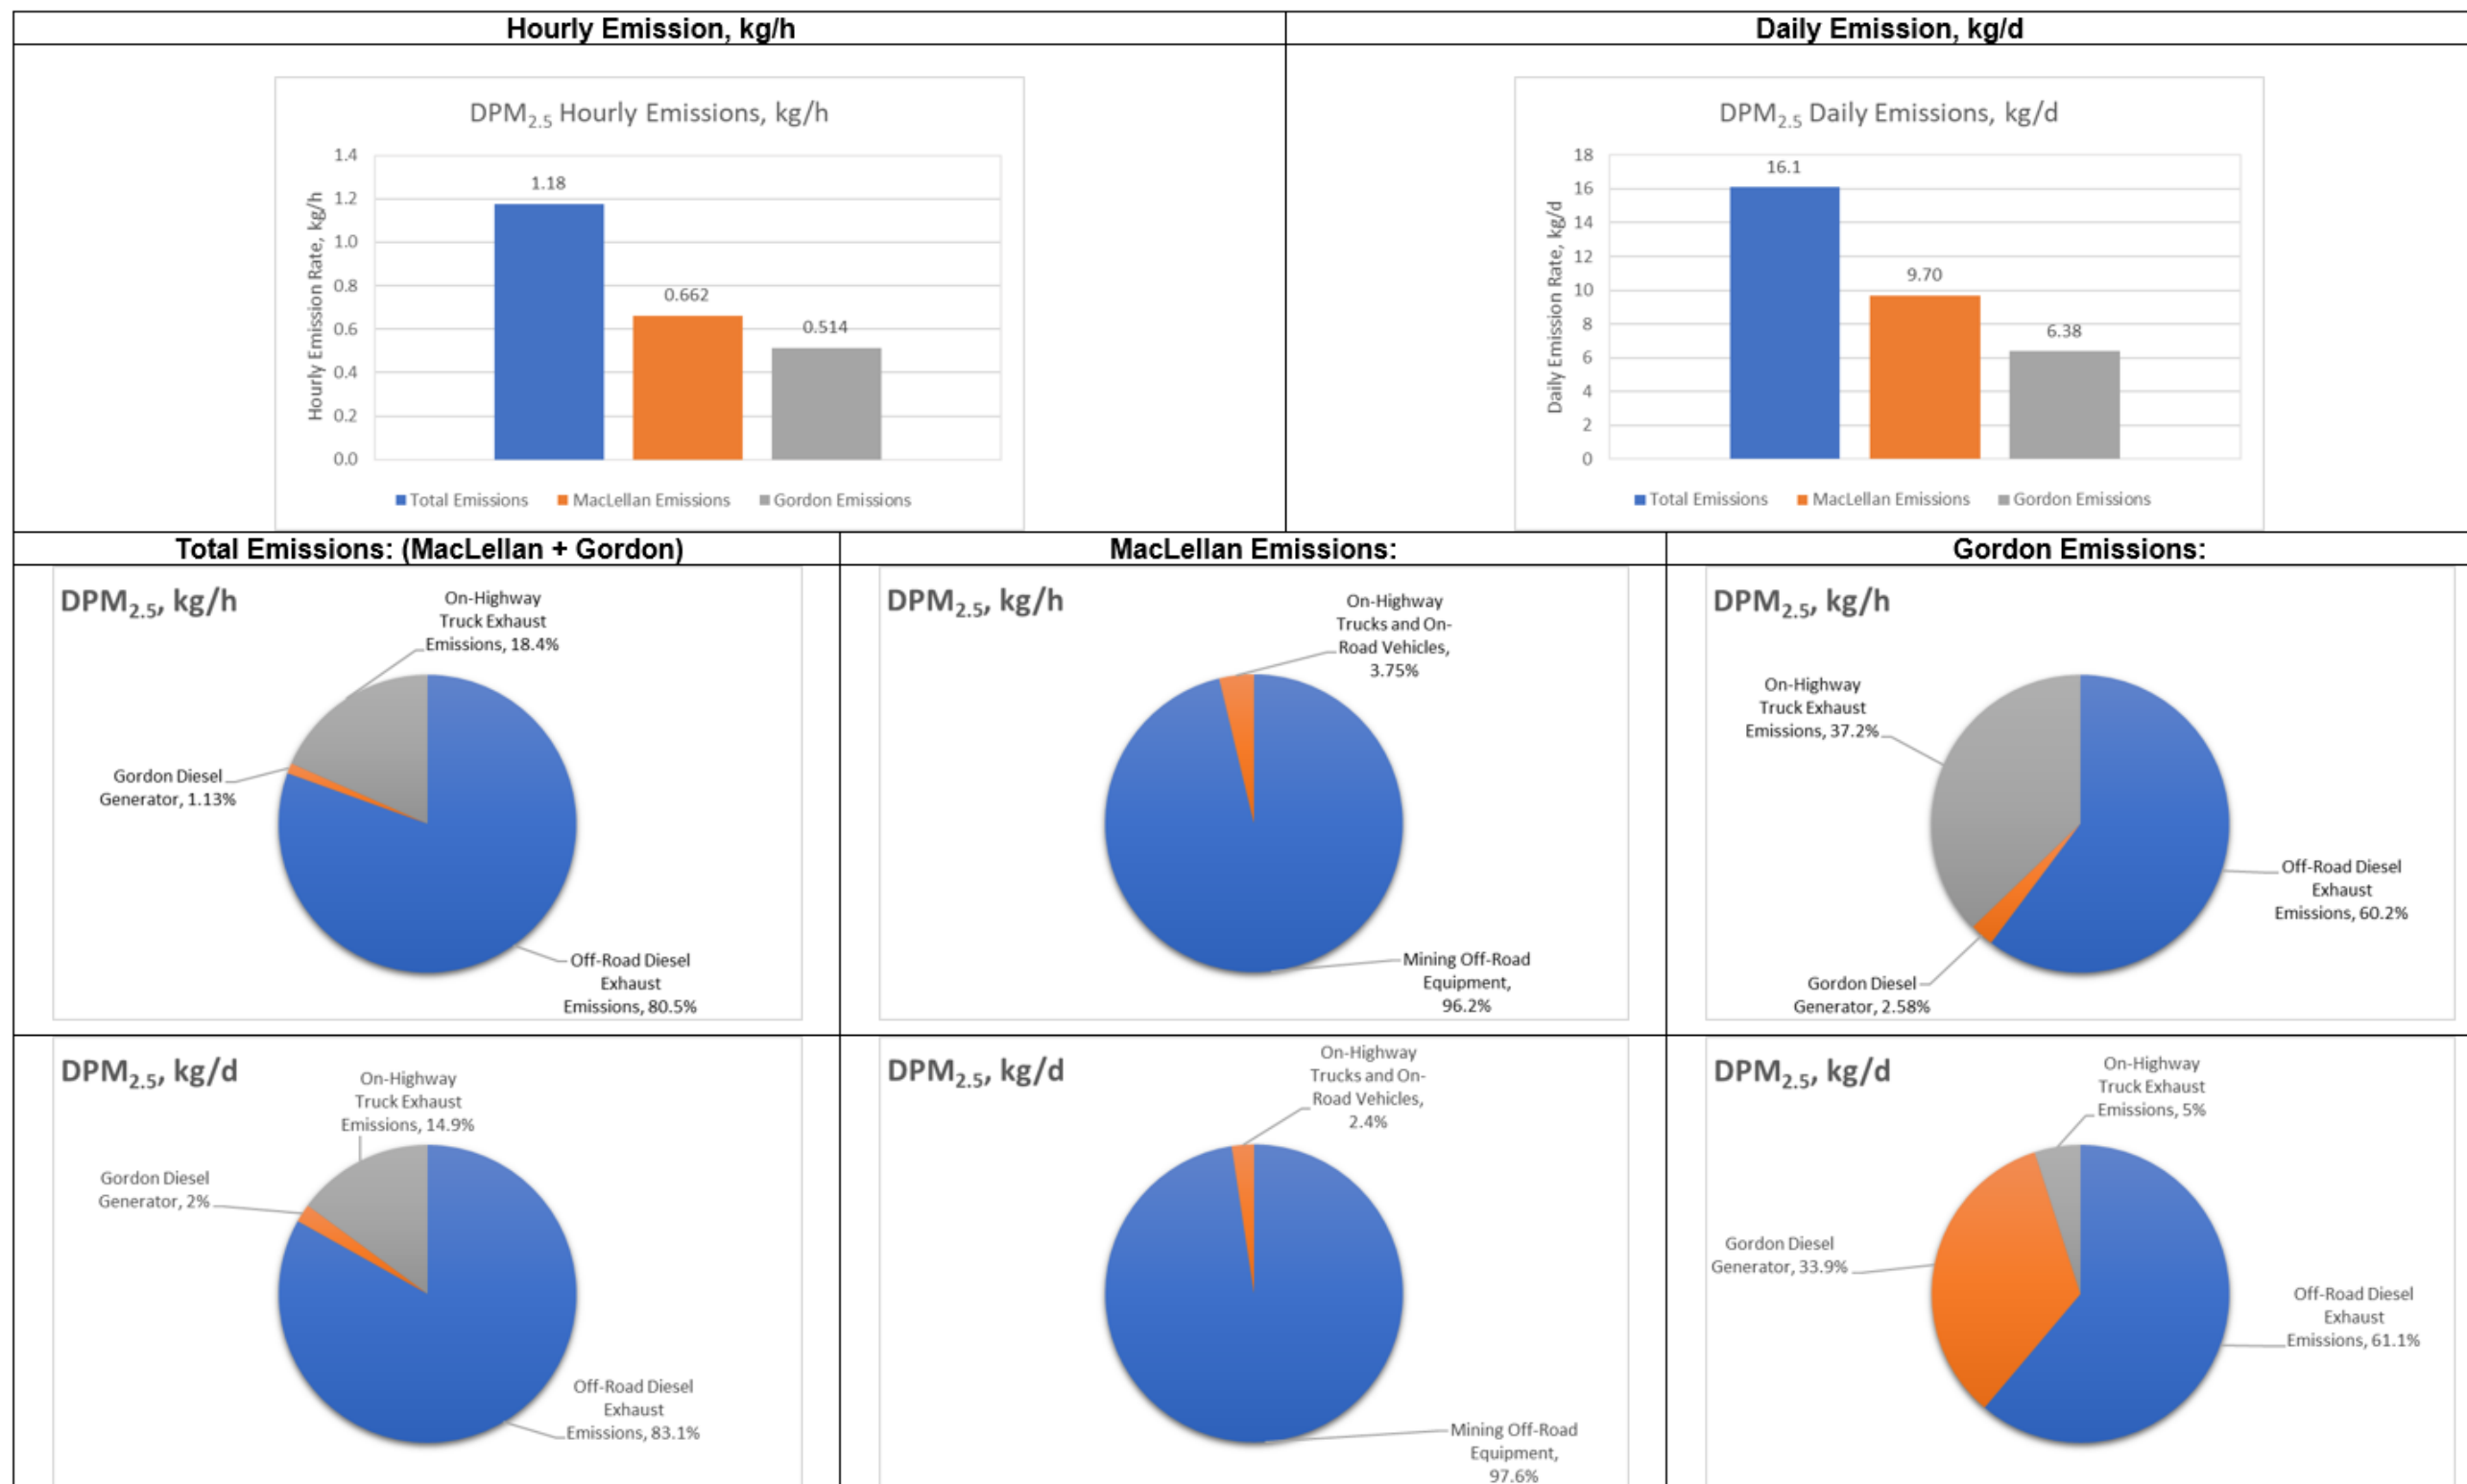 Hourly Emission, kg/h
Daily Emission, kg/d
DPM2.5 Hourly Emissions, kg/h
Hourly Emission Rate, kg/h
1.4
1.2
1.0
0.8
0.6
0.4
0.2
0.0
1.18
0.662
0.514
Total Emissions
MacLellan Emissions
Gordon Emissions
DPM2.5 Daily Emissions, kg/d
Daily Emission Rate, kg/d
18
16
14
12
10
8
6
4
2
0
16.1
9.70
6.38
Total Emissions
MacLellan Emissions
Gordon Emissions
Total Emissions: (MacLellan + Gordon)
MacLellan Emissions:
Gordon Emissions:
DPM2.5, kg/h
On-Highway
Truck Exhaust
Emissions, 18.4%
Gordon Diesel
Generator, 1.13%
Off-Road Diesel
Exhaust
Emissions, 80.5%
DPM2.5, kg/h
On-Highway
Trucks and On-
Road Vehicles,
3.75%
Mining Off-Road
Equipment,
96.2%
DPM2.5, kg/h
On-Highway
Truck Exhaust
Emissions, 37.2%
Off-Road Diesel
Exhaust
Emissions, 60.2%
Gordon Diesel
Generator, 2.58%
DPM2.5, kg/d
On-Highway
Truck Exhaust
Emissions, 14.9%
Gordon Diesel
Generator, 2%
Off-Road Diesel
Exhaust
Emissions, 83.1%
DPM2.5, kg/d
On-Highway
Trucks and On-
Road Vehicles,
2.4%
Mining Off-Road
Equipment,
97.6%
DPM2.5, kg/d
On-Highway
Truck Exhaust
Emissions, 5%
Gordon Diesel
Generator, 33.9%
Off-Road Diesel
Exhaust
Emissions, 61.1%